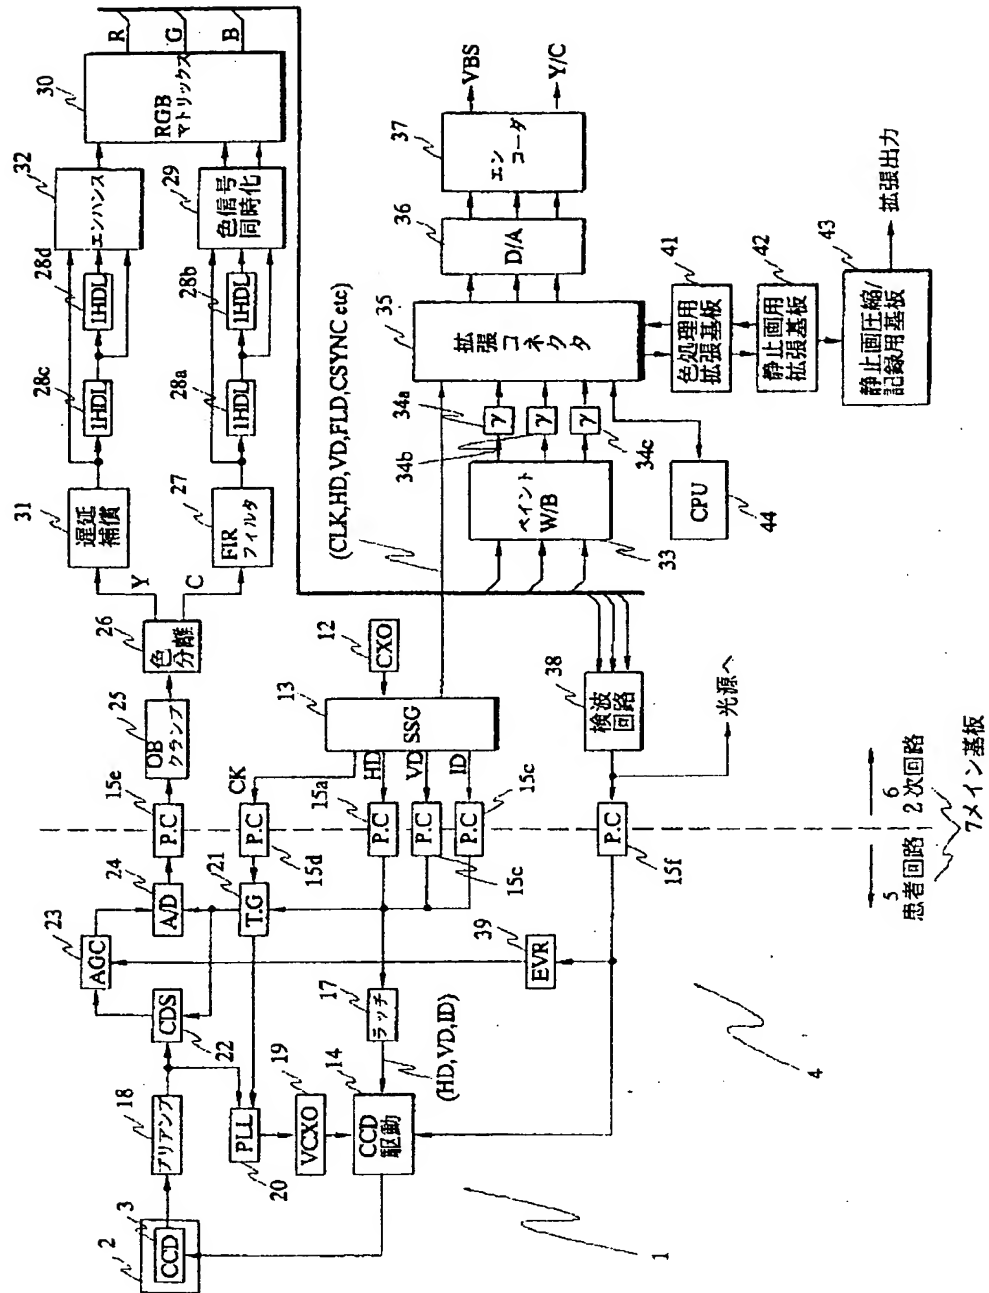 2
3
CCD
18
プリアンプ
CDS
22
23
AGC
24
A/D
15e
P.C
25
OB
クランプ
26
色
分離
Y
C
31
遅延
補償
27
FIR
フィルタ
28c
1HDL
28d
1HDL
28a
1HDL
28b
1HDL
32
エンハンス
29
色信号
同時化
30
RGB
マトリックス
R
G
B
PLL
20
19
VCXO
14
CCD
駆動
17
ラッチ
(HD,VD,ID)
21
T.G
P.C
15d
CK
15a
P.C
HD
P.C
15c
VD
P.C
15c
ID
13
SSG
12
CXO
(CLK,HD,VD,FLD,CSYNC etc)
39
EVR
P.C
15f
38
検波
回路
光源へ
ペイント
W/B
33
34a
γ
34b
γ
γ
34c
35
拡張
コネクタ
36
D/A
37
エン
コーダ
VBS
Y/C
CPU
44
41
色処理用
拡張基板
42
静止画用
拡張基板
43
静止画圧縮/
記録用基板
拡張出力
5
患者回路
6
2次回路
7メイン基板
1
4